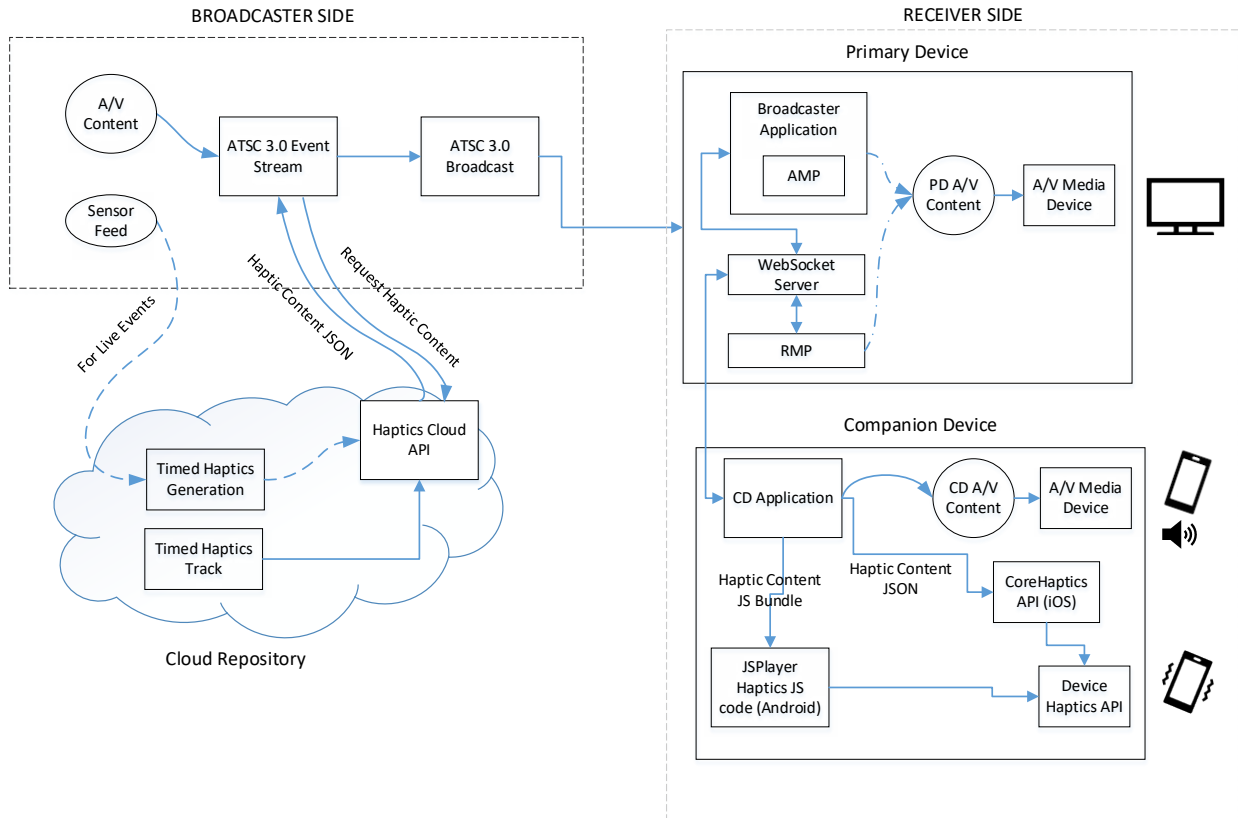 BROADCASTER SIDE
A/V
Content
ATSC 3.0 Event
Stream
ATSC 3.0
Broadcast
Sensor
Feed
For Live Events
Haptic Content JSON
Request Haptic Content
Haptics Cloud
API
Timed Haptics
Generation
Timed Haptics
Track
Cloud Repository
RECEIVER SIDE
Primary Device
Broadcaster
Application
AMP
PD A/V
Content
A/V Media
Device
WebSocket
Server
RMP
Companion Device
CD Application
CD A/V
Content
A/V Media
Device
Haptic Content
JS Bundle
Haptic Content
JSON
CoreHaptics
API (iOS)
JSPlayer
Haptics JS
code (Android)
Device
Haptics API